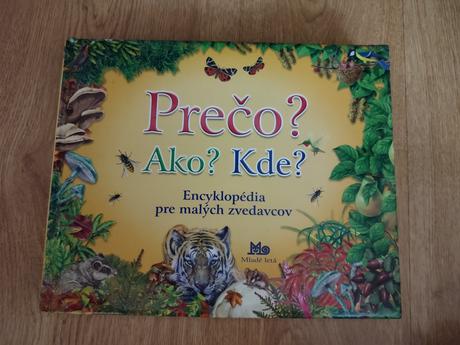 Prečo?
Ako? Kde?
Encyklopédia
pre malých zvedavcov
Mladé letá